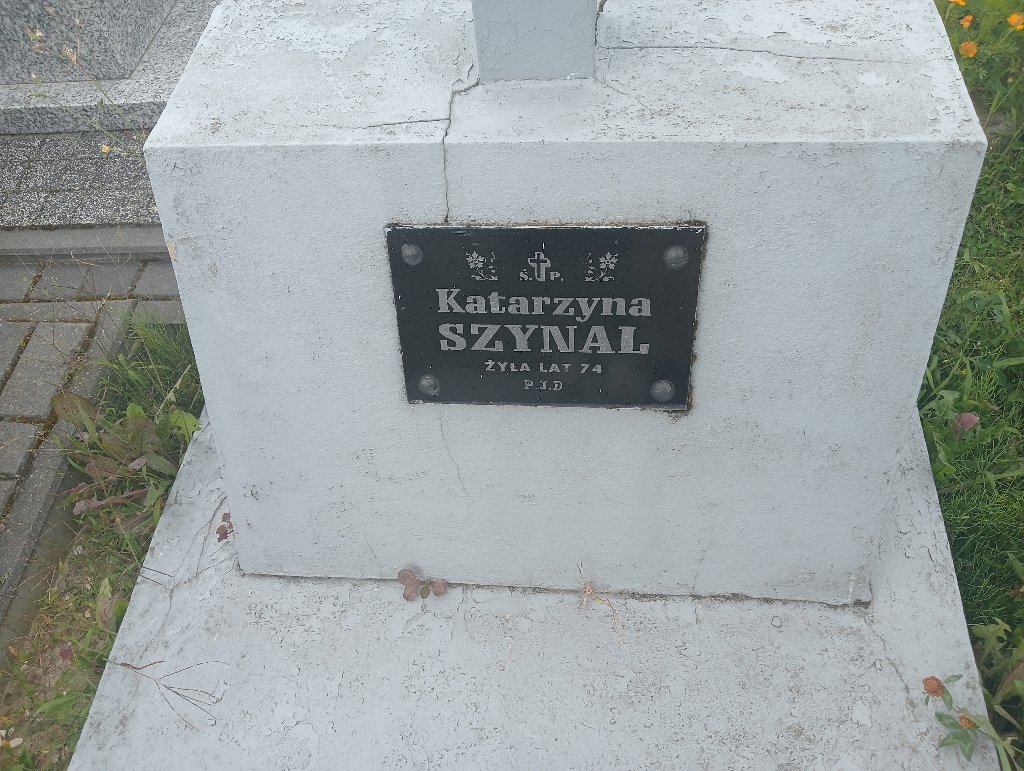 Ś. P.
Katarzyna
SZYNAL
ŻYŁA LAT 74
P.J.D